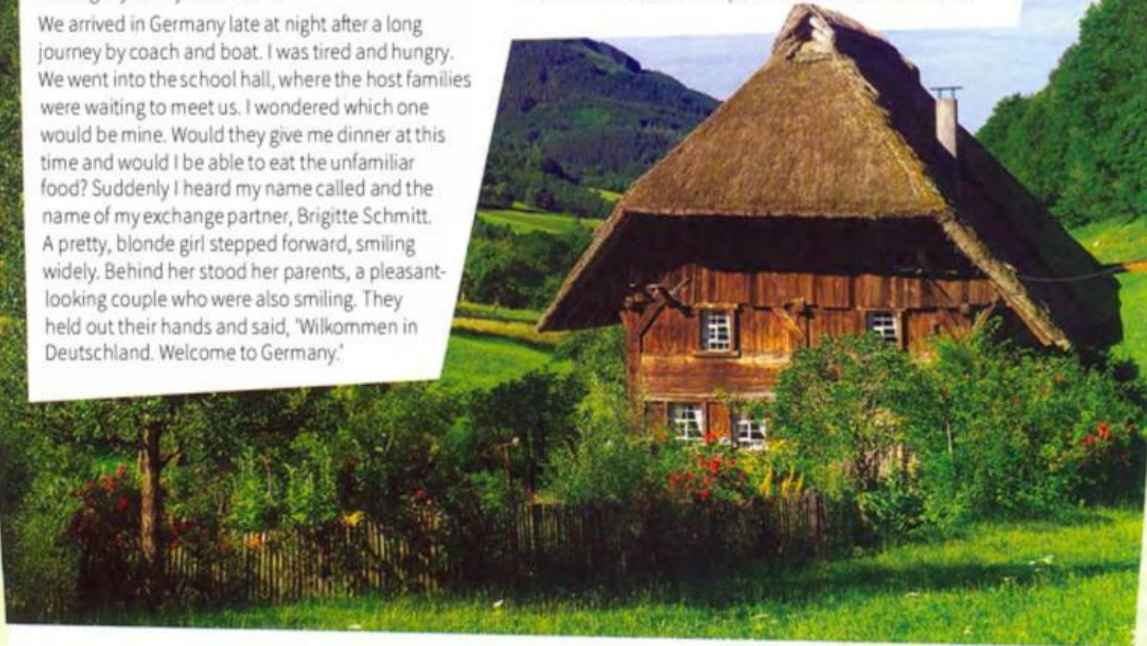 We arrived in Germany late at night after a long
journey by coach and boat. I was tired and hungry.
We went into the school hall, where the host families
were waiting to meet us. I wondered which one
would be mine. Would they give me dinner at this
time and would I be able to eat the unfamiliar
food? Suddenly I heard my name called and the
name of my exchange partner, Brigitte Schmitt.
A pretty, blonde girl stepped forward, smiling
widely. Behind her stood her parents, a pleasant-
looking couple who were also smiling. They
held out their hands and said, 'Wilkommen in
Deutschland. Welcome to Germany.'